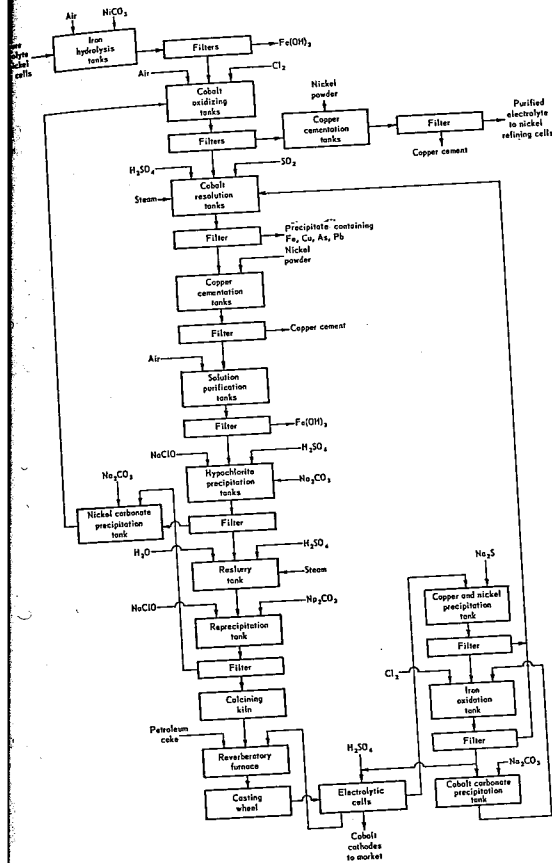 Air
NiCO3
Iron
hydrolysis
tanks
Filters
Fe(OH)3
cells
Air
Cl2
Cobalt
oxidizing
tanks
Nickel
powder
Filters
Copper
cementation
tanks
Filter
Purified
electrolyte
to nickel
refining cells
Copper cement
H2SO4
SO2
Steam
Cobalt
resolution
tanks
Filter
Precipitate containing
Fe, Cu, As, Pb
Nickel
powder
Copper
cementation
tanks
Filter
Copper cement
Air
Solution
purification
tanks
Filter
Fe(OH)3
NaClO
H2SO4
Na2CO3
Hypochlorite
precipitation
tanks
Na2CO3
Nickel carbonate
precipitation
tank
Filter
H2O
H2SO4
Reslurry
tank
Steam
Na2S
Copper and nickel
precipitation
tank
NaClO
Np2CO3
Reprecipitation
tank
Filter
Filter
Cl2
Iron
oxidation
tank
Calcining
kiln
Filter
Petroleum
coke
Reverberatory
furnace
H2SO4
Na2CO3
Casting
wheel
Electrolytic
cells
Cobalt carbonate
precipitation
tank
Cobalt
cathodes
to market